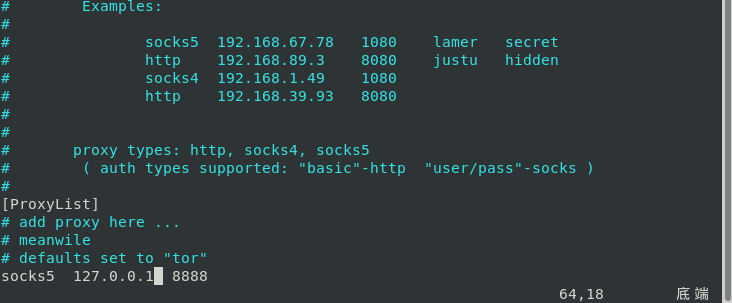 #        Examples:
#
#               socks5  192.168.67.78   1080    lamer   secret
#               http    192.168.89.3    8080    justu   hidden
#               socks4  192.168.1.49    1080
#               http    192.168.39.93   8080
#
#
#       proxy types: http, socks4, socks5
#        ( auth types supported: "basic"-http  "user/pass"-socks )
#
[ProxyList]
# add proxy here ...
# meanwile
# defaults set to "tor"
socks5  127.0.0.1 8888
64,18        底端